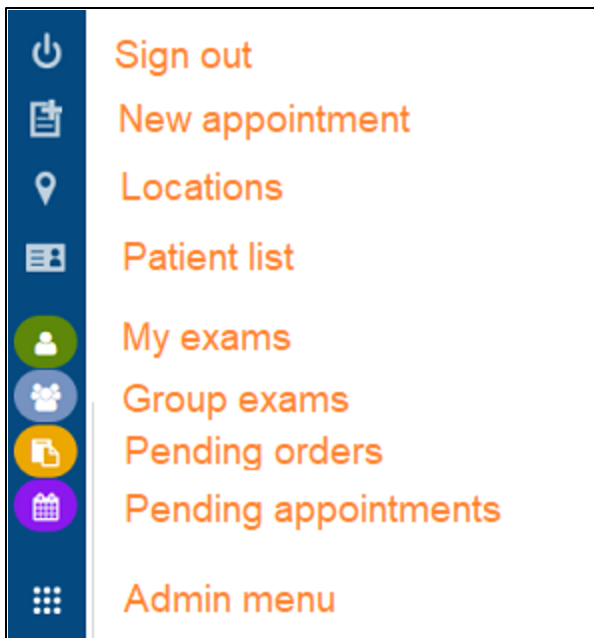 Sign out
New appointment
Locations
Patient list
My exams
Group exams
Pending orders
Pending appointments
Admin menu